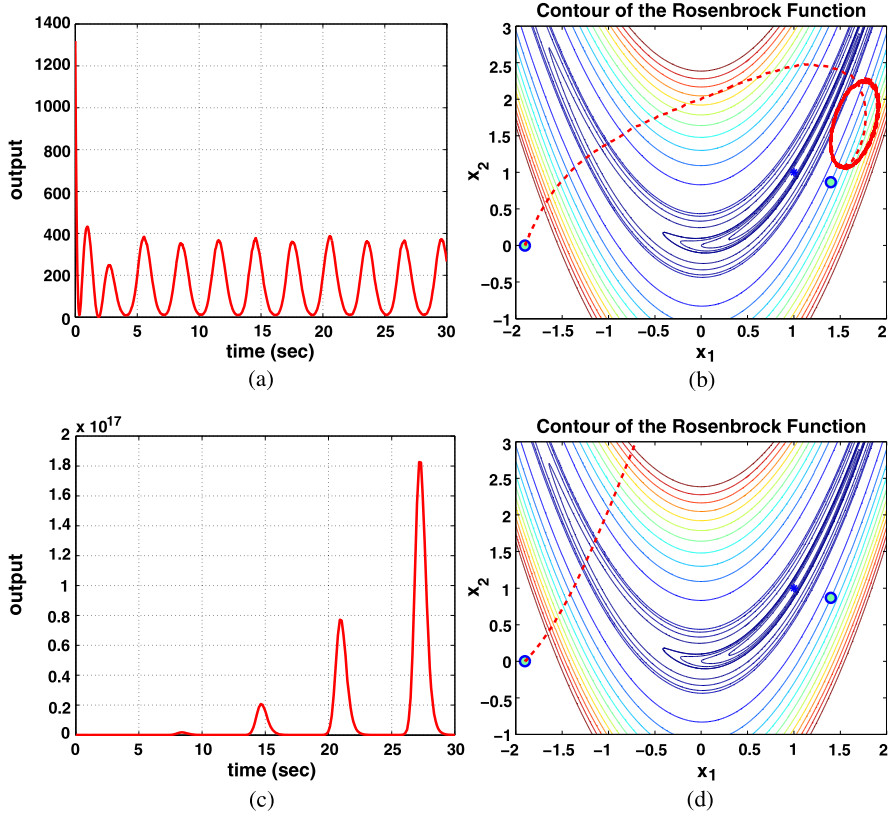 1400
1200
1000
800
600
400
200
0
output
0 5 10 15 20 25 30
time (sec)
(a)
Contour of the Rosenbrock Function
3
2.5
2
1.5
1
0.5
0
−0.5
−1
x2
−2 −1.5 −1 −0.5 0 0.5 1 1.5 2
x1
(b)
x 10^17
2
1.8
1.6
1.4
1.2
1
0.8
0.6
0.4
0.2
0
output
0 5 10 15 20 25 30
time (sec)
(c)
Contour of the Rosenbrock Function
3
2.5
2
1.5
1
0.5
0
−0.5
−1
x2
−2 −1.5 −1 −0.5 0 0.5 1 1.5 2
x1
(d)